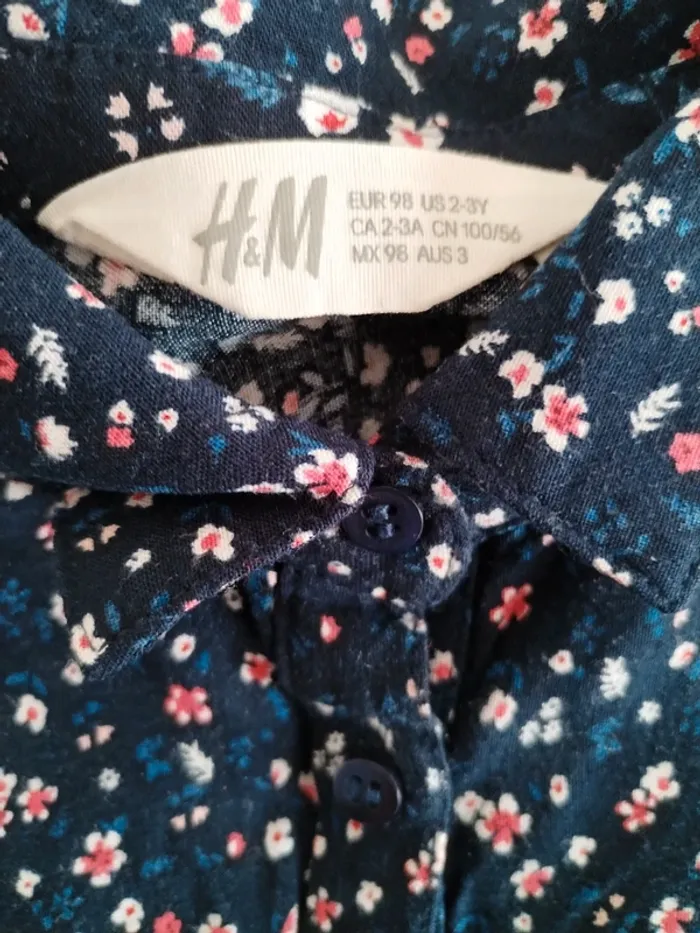 H&M
EUR 98 US 2-3Y
CA 2-3A CN 100/56
MX 98 AUS 3